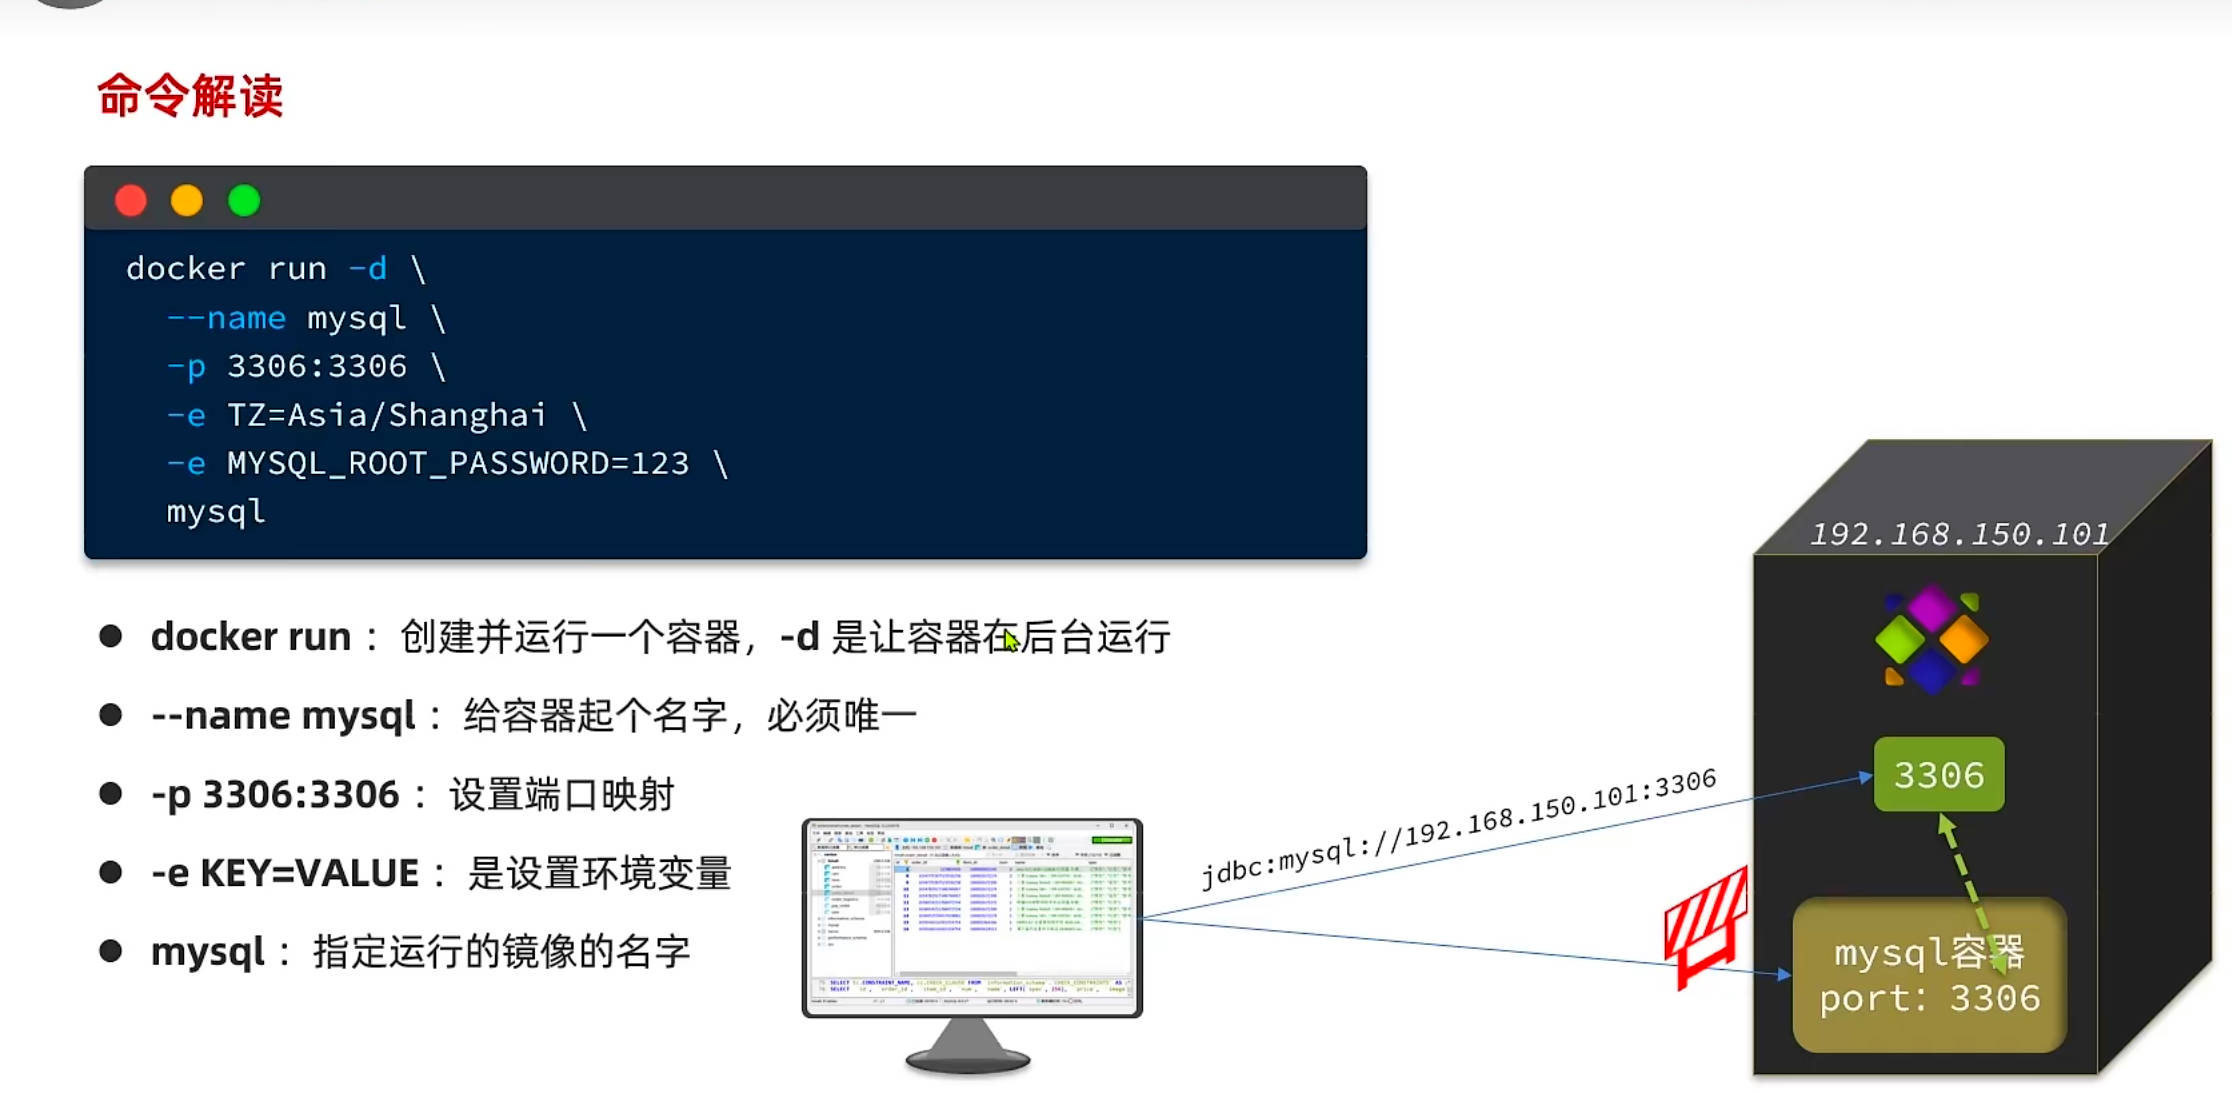 命令解读
docker run -d \
--name mysql \
-p 3306:3306 \
-e TZ=Asia/Shanghai \
-e MYSQL_ROOT_PASSWORD=123 \
mysql
docker run： 创建并运行一个容器，-d 是让容器在后台运行
--name mysql： 给容器起个名字，必须唯一
-p 3306:3306： 设置端口映射
-e KEY=VALUE： 是设置环境变量
mysql： 指定运行的镜像的名字
jdbc:mysql://192.168.150.101:3306
192.168.150.101
3306
mysql容器
port: 3306